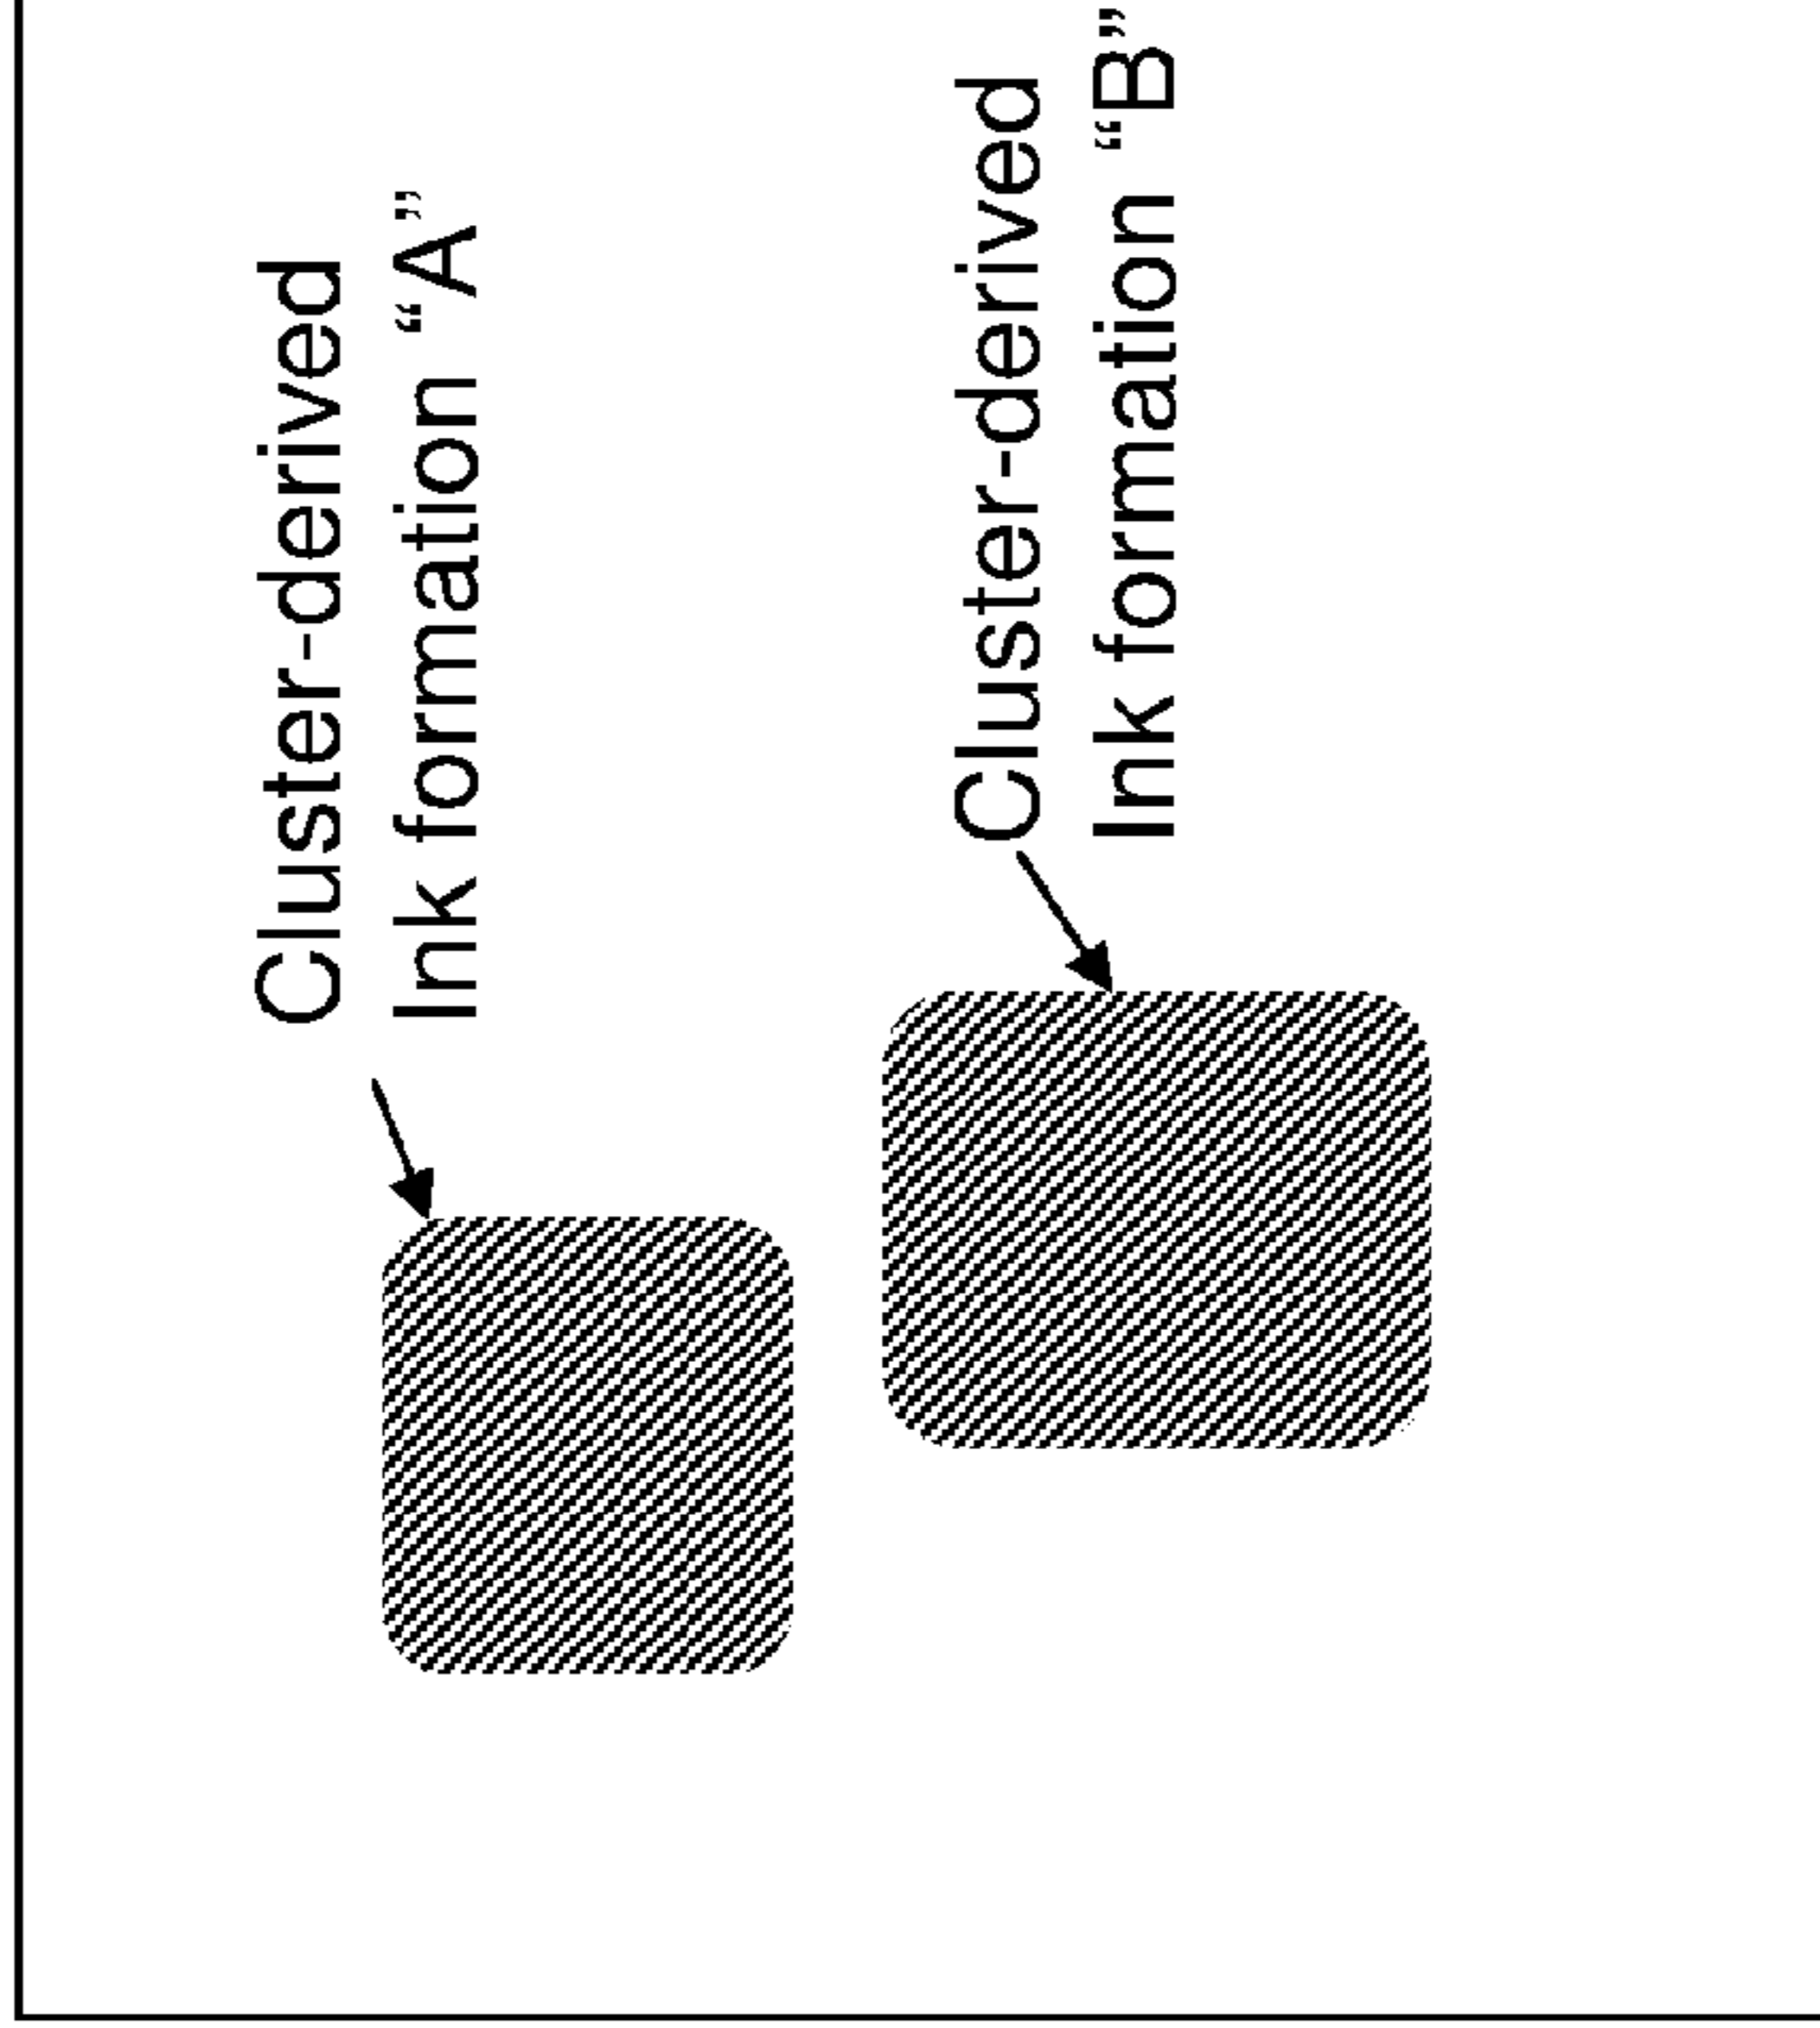 Cluster-derived
Ink formation “A”
Cluster-derived
Ink formation “B”